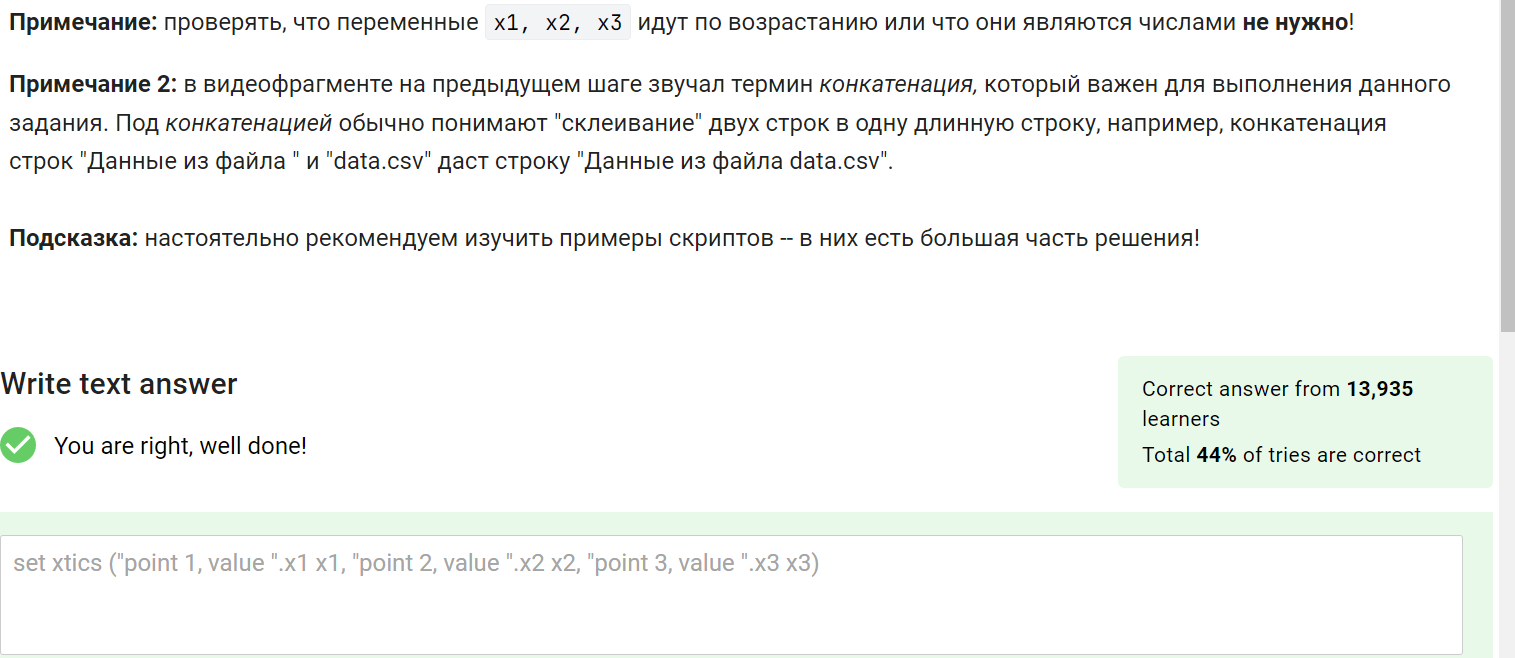 Примечание: проверять, что переменные x1, x2, x3 идут по возрастанию или что они являются числами не нужно!
Примечание 2: в видеофрагменте на предыдущем шаге звучал термин конкатенация, который важен для выполнения данного
задания. Под конкатенацией обычно понимают "склеивание" двух строк в одну длинную строку, например, конкатенация
строк "Данные из файла " и "data.csv" даст строку "Данные из файла data.csv".
Подсказка: настоятельно рекомендуем изучить примеры скриптов -- в них есть большая часть решения!
Write text answer
Correct answer from 13,935
learners
Total 44% of tries are correct
You are right, well done!
set xtics ("point 1, value ".x1 x1, "point 2, value ".x2 x2, "point 3, value ".x3 x3)